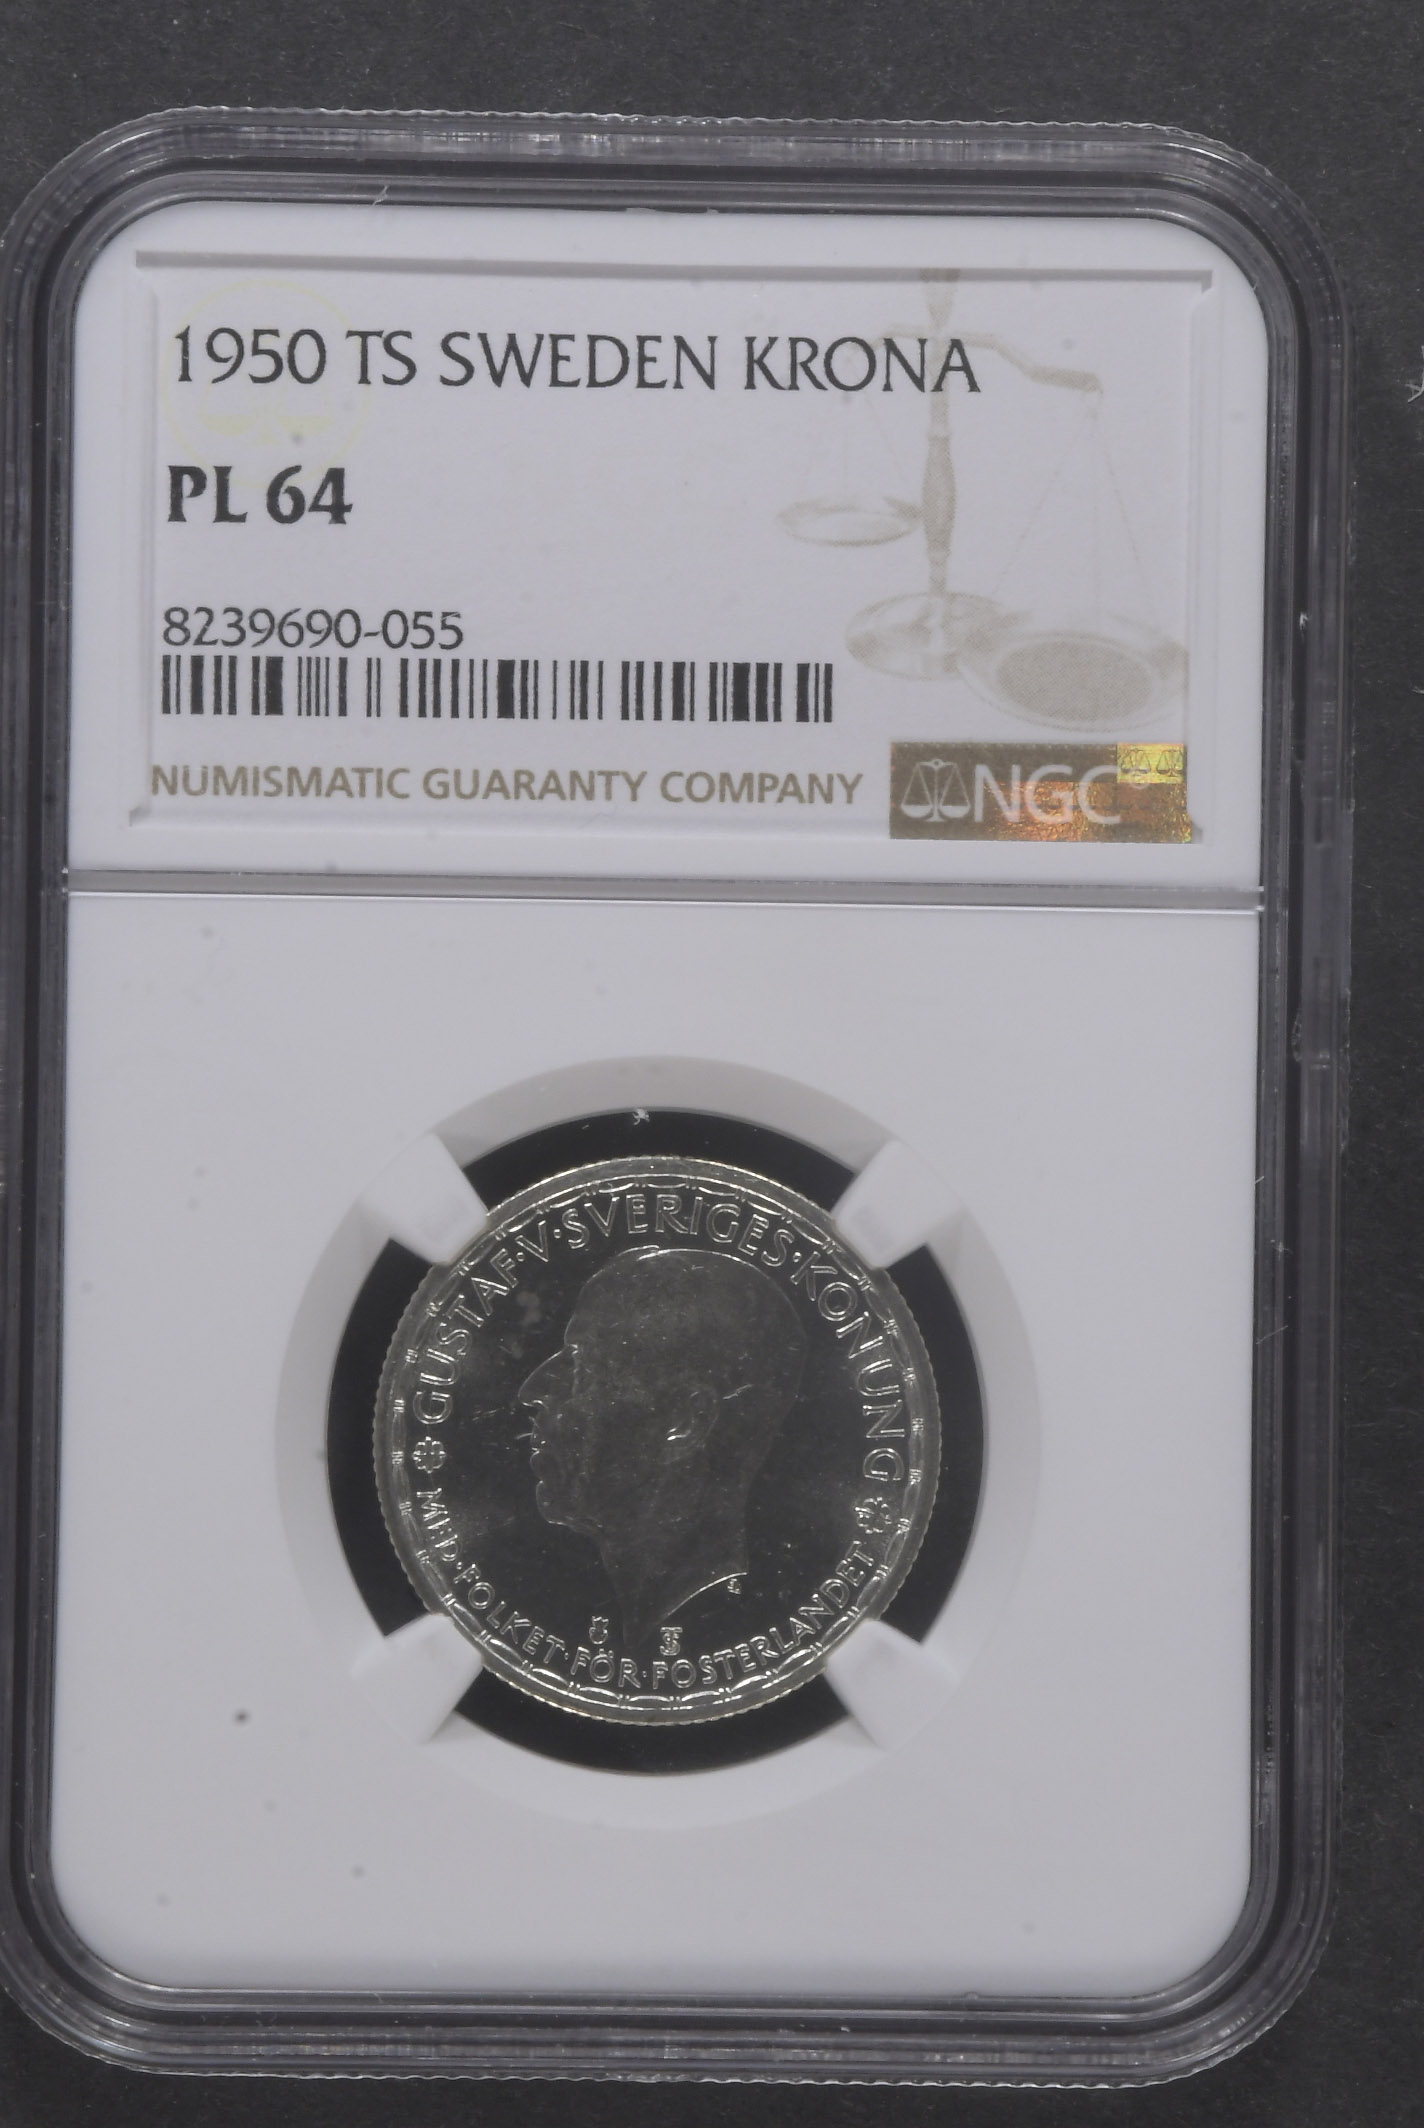 1950 TS SWEDEN KRONA
PL 64
8239690-055
NUMISMATIC GUARANTY COMPANY
NGC
GUSTAF·V·SVERIGES·KONUNG
MED·FOLKET·FÖR·FOSTERLANDET
TS
L